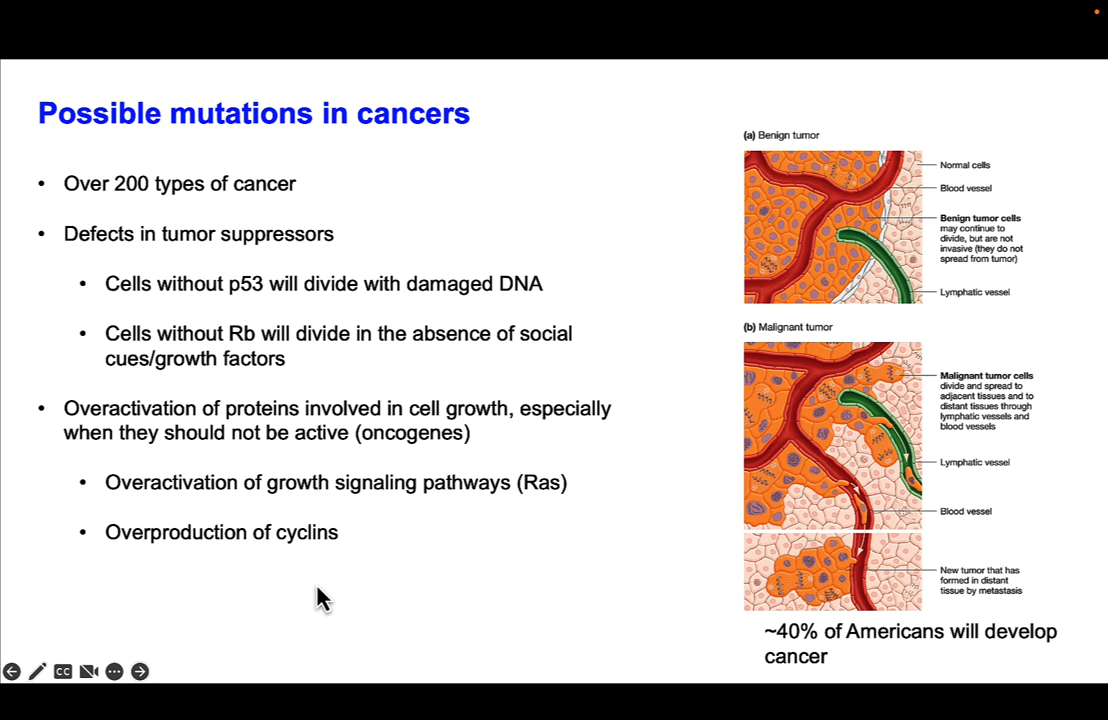 Possible mutations in cancers
• Over 200 types of cancer
• Defects in tumor suppressors
• Cells without p53 will divide with damaged DNA
• Cells without Rb will divide in the absence of social
cues/growth factors
• Overactivation of proteins involved in cell growth, especially
when they should not be active (oncogenes)
• Overactivation of growth signaling pathways (Ras)
• Overproduction of cyclins
(a) Benign tumor
Normal cells
Blood vessel
Benign tumor cells
may continue to
divide, but are not
invasive (they do not
spread from tumor)
Lymphatic vessel
(b) Malignant tumor
Malignant tumor cells
divide and spread to
adjacent tissues and to
distant tissues through
lymphatic vessels and
blood vessels
Lymphatic vessel
Blood vessel
New tumor that has
formed in distant
tissue by metastasis
~40% of Americans will develop
cancer
CC